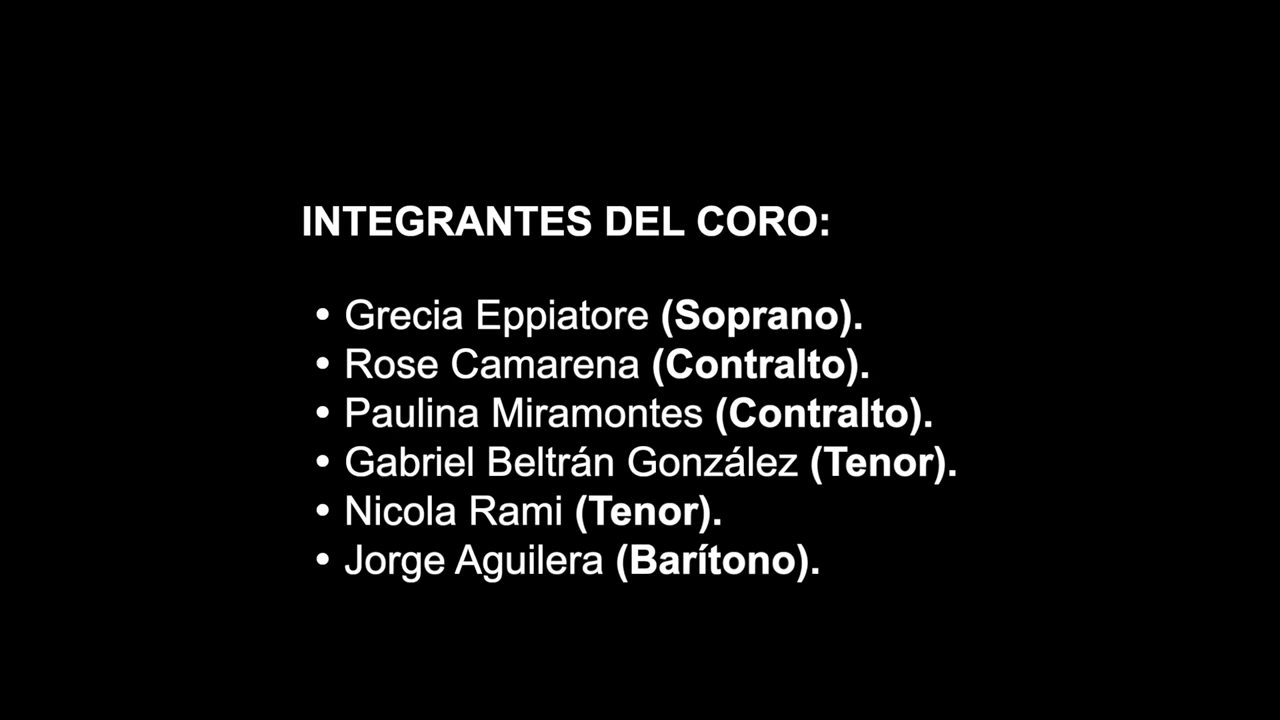 INTEGRANTES DEL CORO:
• Grecia Eppiatore (Soprano).
• Rose Camarena (Contralto).
• Paulina Miramontes (Contralto).
• Gabriel Beltrán González (Tenor).
• Nicola Rami (Tenor).
• Jorge Aguilera (Barítono).